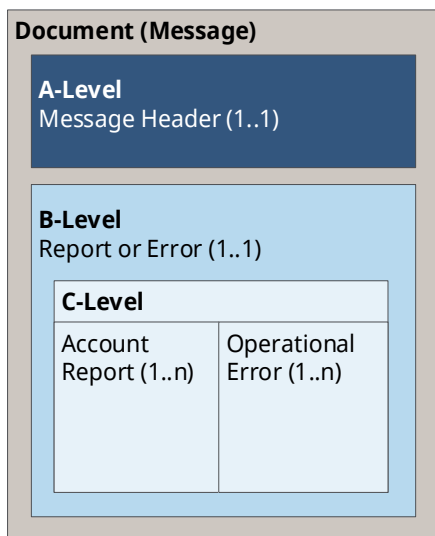 Document (Message)
A-Level
Message Header (1..1)
B-Level
Report or Error (1..1)
C-Level
Account
Report (1..n)
Operational
Error (1..n)